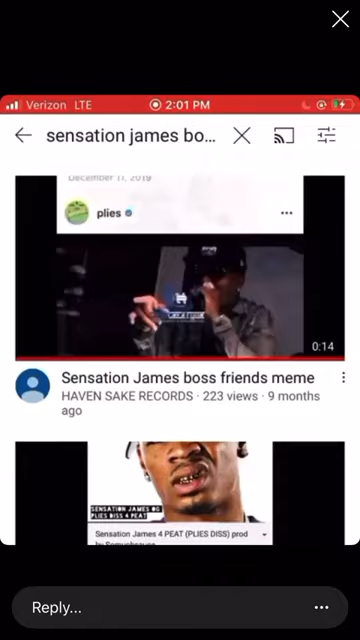 Verizon LTE 2:01 PM
sensation james bo...
December 11, 2019
plies
0:14
Sensation James boss friends meme
HAVEN SAKE RECORDS · 223 views · 9 months
ago
SENSATION JAMES OG
PLIES DISS 4 PEAT
Sensation James 4 PEAT (PLIES DISS) prod
Reply...